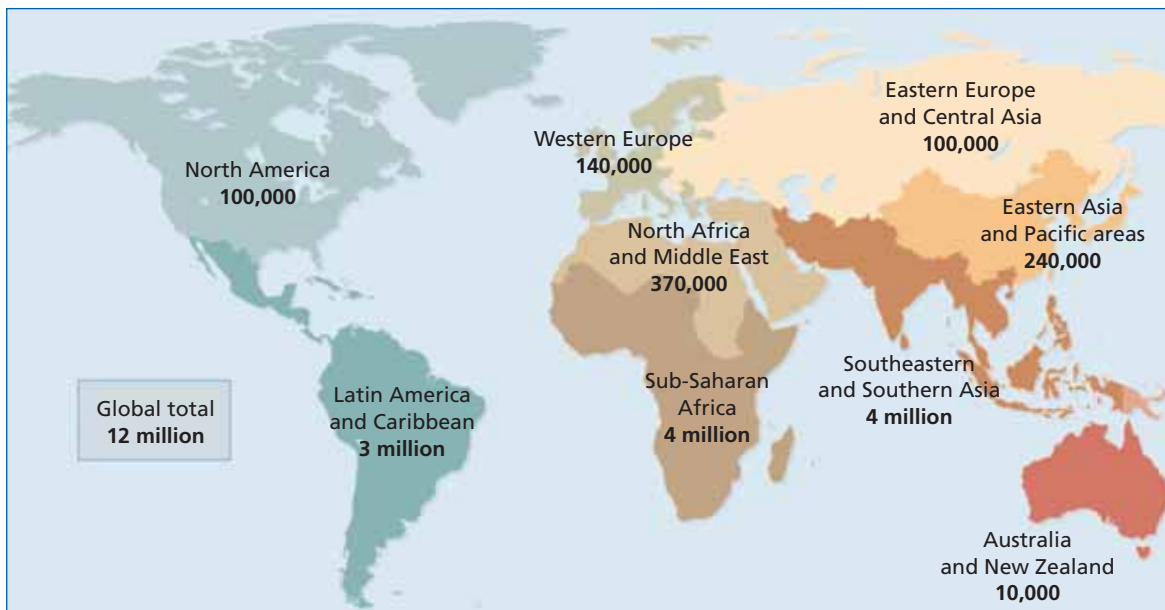 North America
100,000
Western Europe
140,000
Eastern Europe
and Central Asia
100,000
North Africa
and Middle East
370,000
Eastern Asia
and Pacific areas
240,000
Global total
12 million
Latin America
and Caribbean
3 million
Sub-Saharan
Africa
4 million
Southeastern
and Southern Asia
4 million
Australia
and New Zealand
10,000